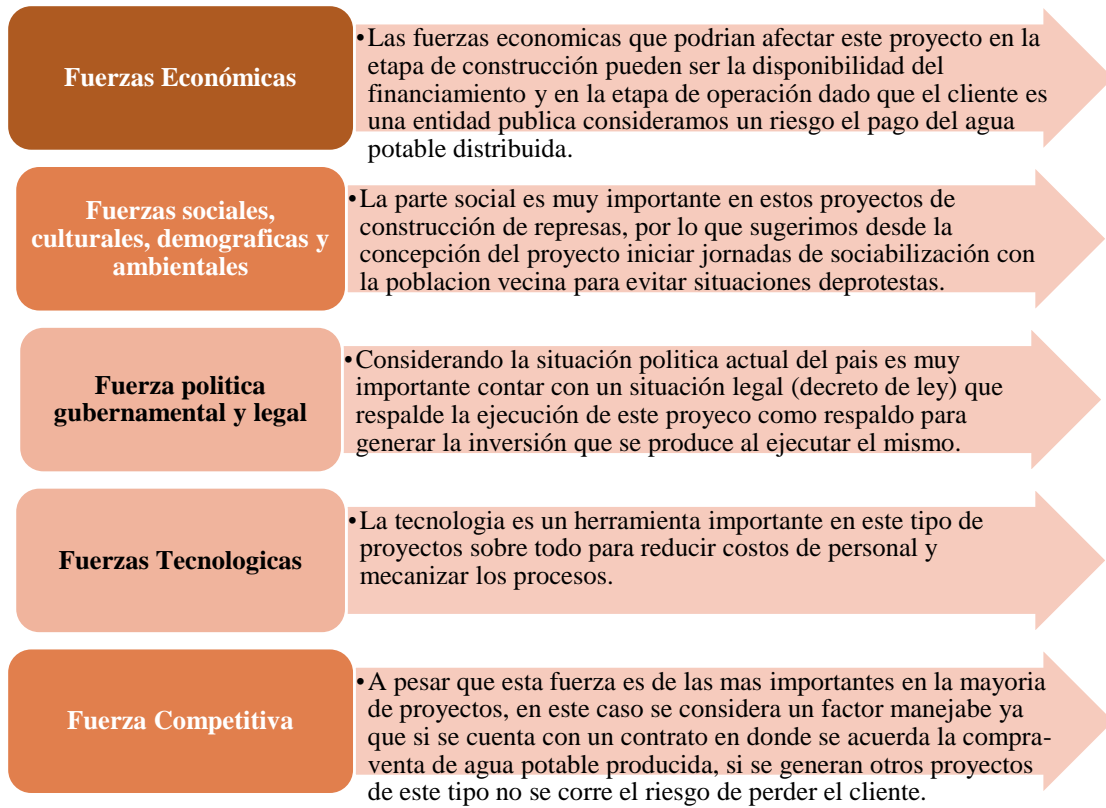 Fuerzas Económicas
•Las fuerzas economicas que podrian afectar este proyecto en la
etapa de construcción pueden ser la disponibilidad del
financiamiento y en la etapa de operación dado que el cliente es
una entidad publica consideramos un riesgo el pago del agua
potable distribuida.
Fuerzas sociales,
culturales, demograficas y
ambientales
•La parte social es muy importante en estos proyectos de
construcción de represas, por lo que sugerimos desde la
concepción del proyecto iniciar jornadas de sociabilización con
la poblacion vecina para evitar situaciones deprotestas.
Fuerza politica
gubernamental y legal
•Considerando la situación politica actual del pais es muy
importante contar con un situación legal (decreto de ley) que
respalde la ejecución de este proyeco como respaldo para
generar la inversión que se produce al ejecutar el mismo.
Fuerzas Tecnologicas
•La tecnologia es un herramienta importante en este tipo de
proyectos sobre todo para reducir costos de personal y
mecanizar los procesos.
Fuerza Competitiva
•A pesar que esta fuerza es de las mas importantes en la mayoria
de proyectos, en este caso se considera un factor manejabe ya
que si se cuenta con un contrato en donde se acuerda la compra-
venta de agua potable producida, si se generan otros proyectos
de este tipo no se corre el riesgo de perder el cliente.